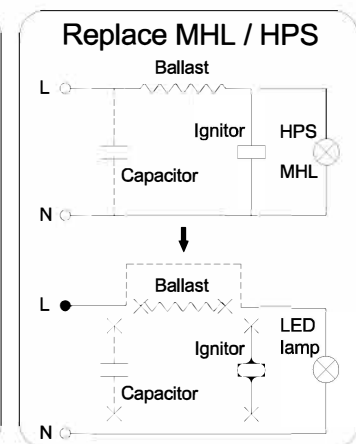 Replace MHL / HPS
Ballast
L
Ignitor
HPS
MHL
Capacitor
N
Ballast
L
LED
lamp
Ignitor
Capacitor
N